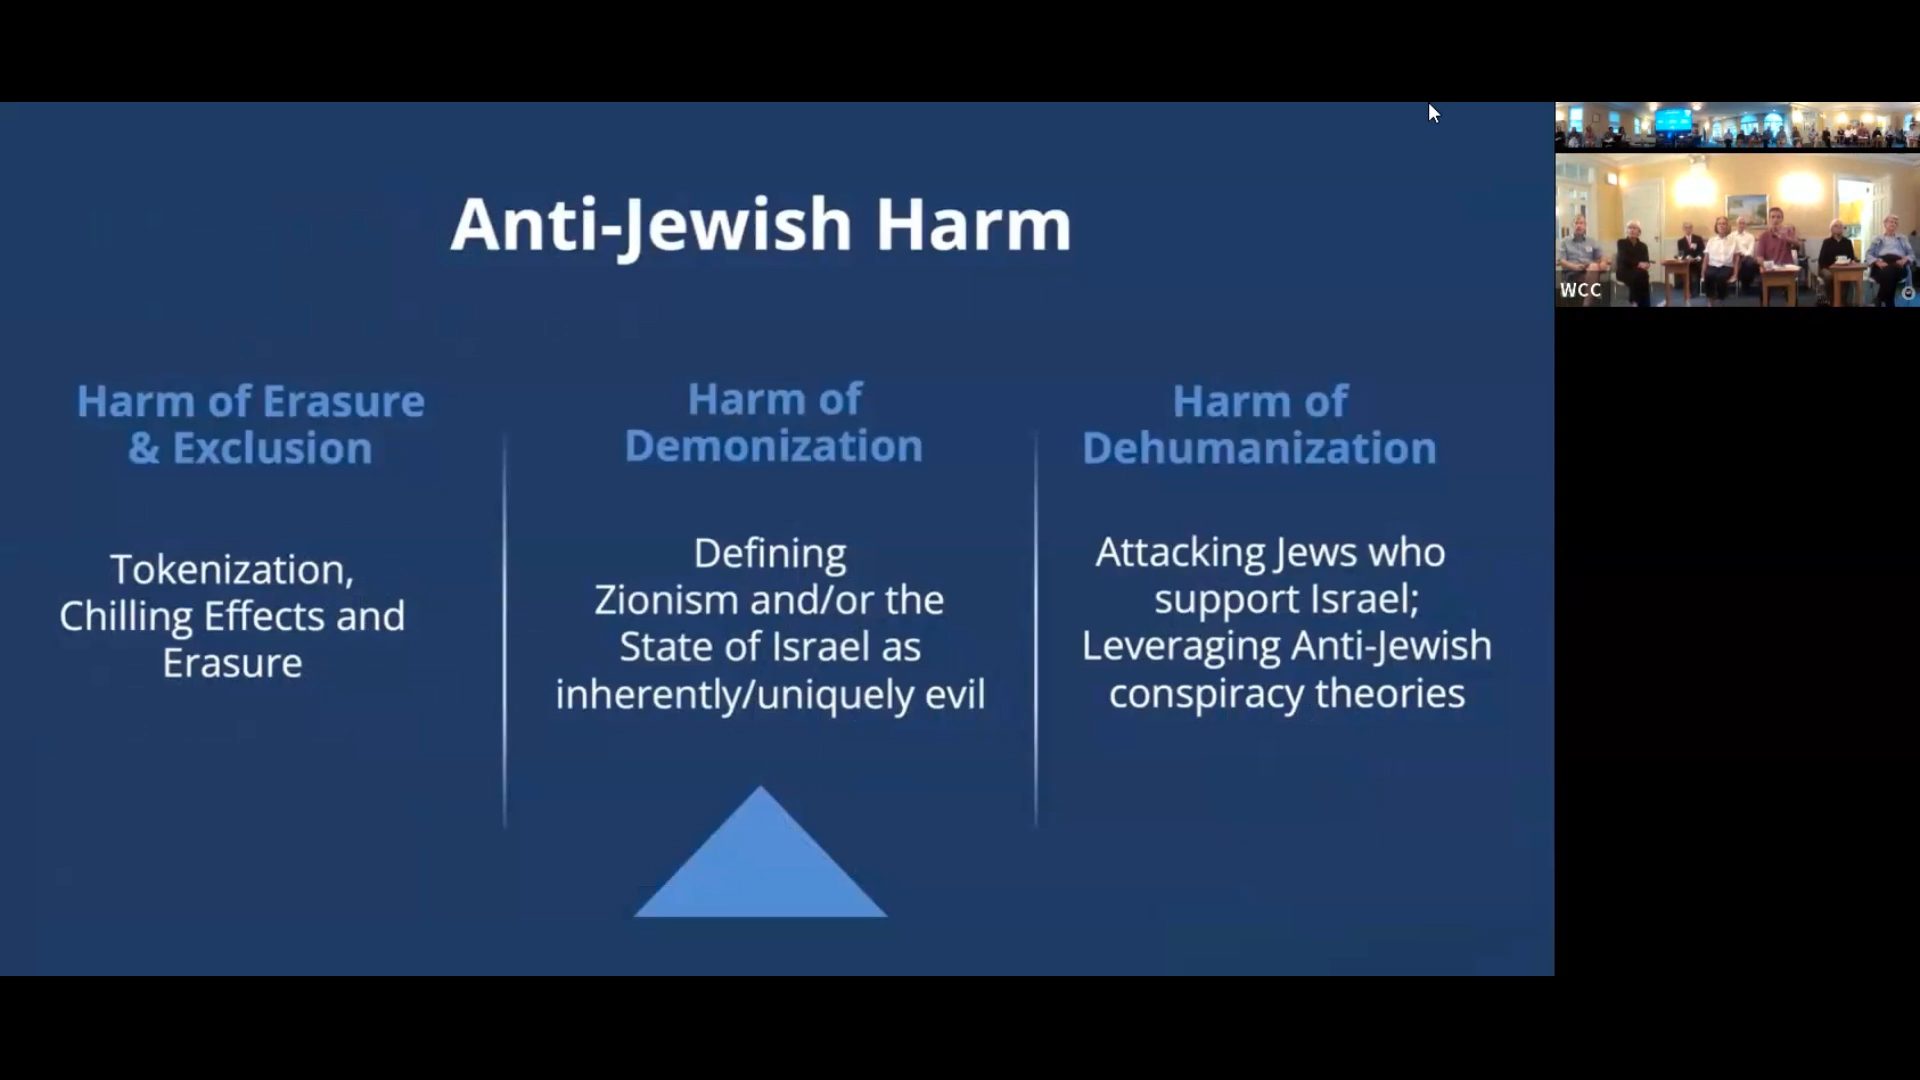 Anti-Jewish Harm
Harm of Erasure
& Exclusion
Tokenization,
Chilling Effects and
Erasure
Harm of
Demonization
Defining
Zionism and/or the
State of Israel as
inherently/uniquely evil
Harm of
Dehumanization
Attacking Jews who
support Israel;
Leveraging Anti-Jewish
conspiracy theories
WCC